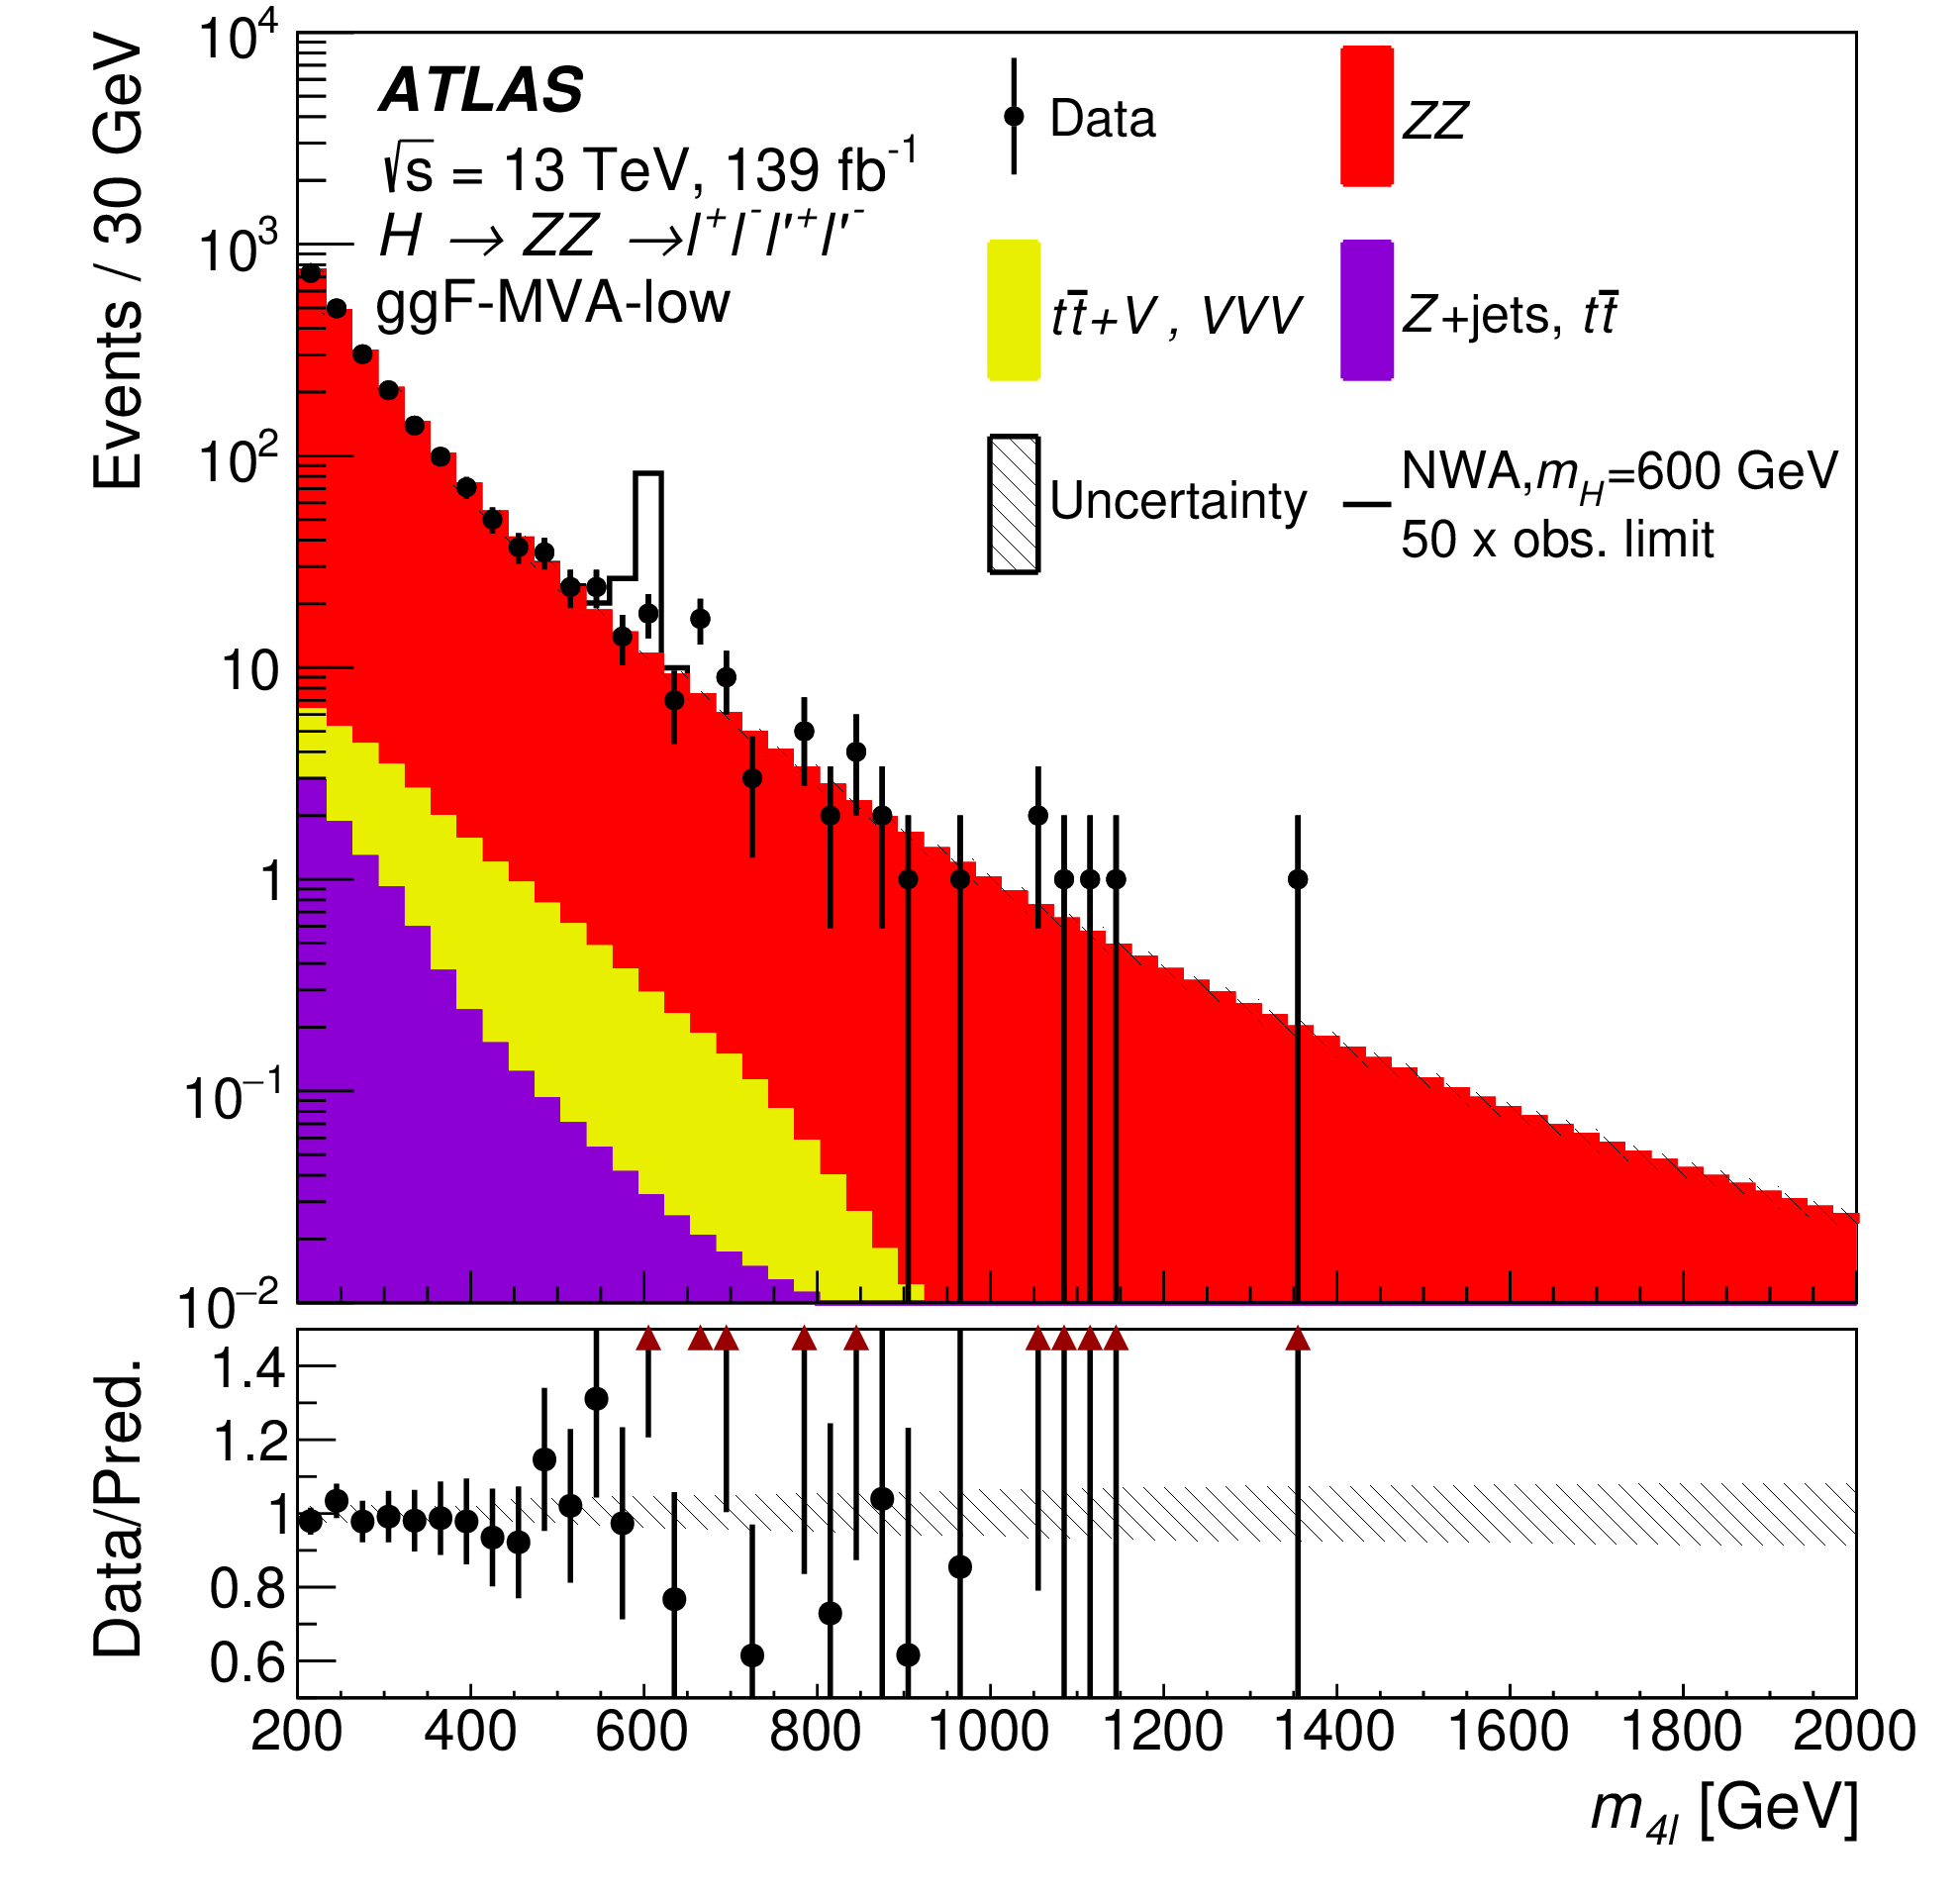 Events / 30 GeV
10⁴
10³
10²
10
1
10⁻¹
10⁻²
ATLAS
√s = 13 TeV, 139 fb⁻¹
H → ZZ → l⁺l⁻l'⁺l'⁻
ggF-MVA-low
Data
ZZ
tt̄+V , VVV
Z+jets, tt̄
Uncertainty
NWA,m_H=600 GeV
50 x obs. limit
Data/Pred.
1.4
1.2
1
0.8
0.6
200 400 600 800 1000 1200 1400 1600 1800 2000
m_4l [GeV]